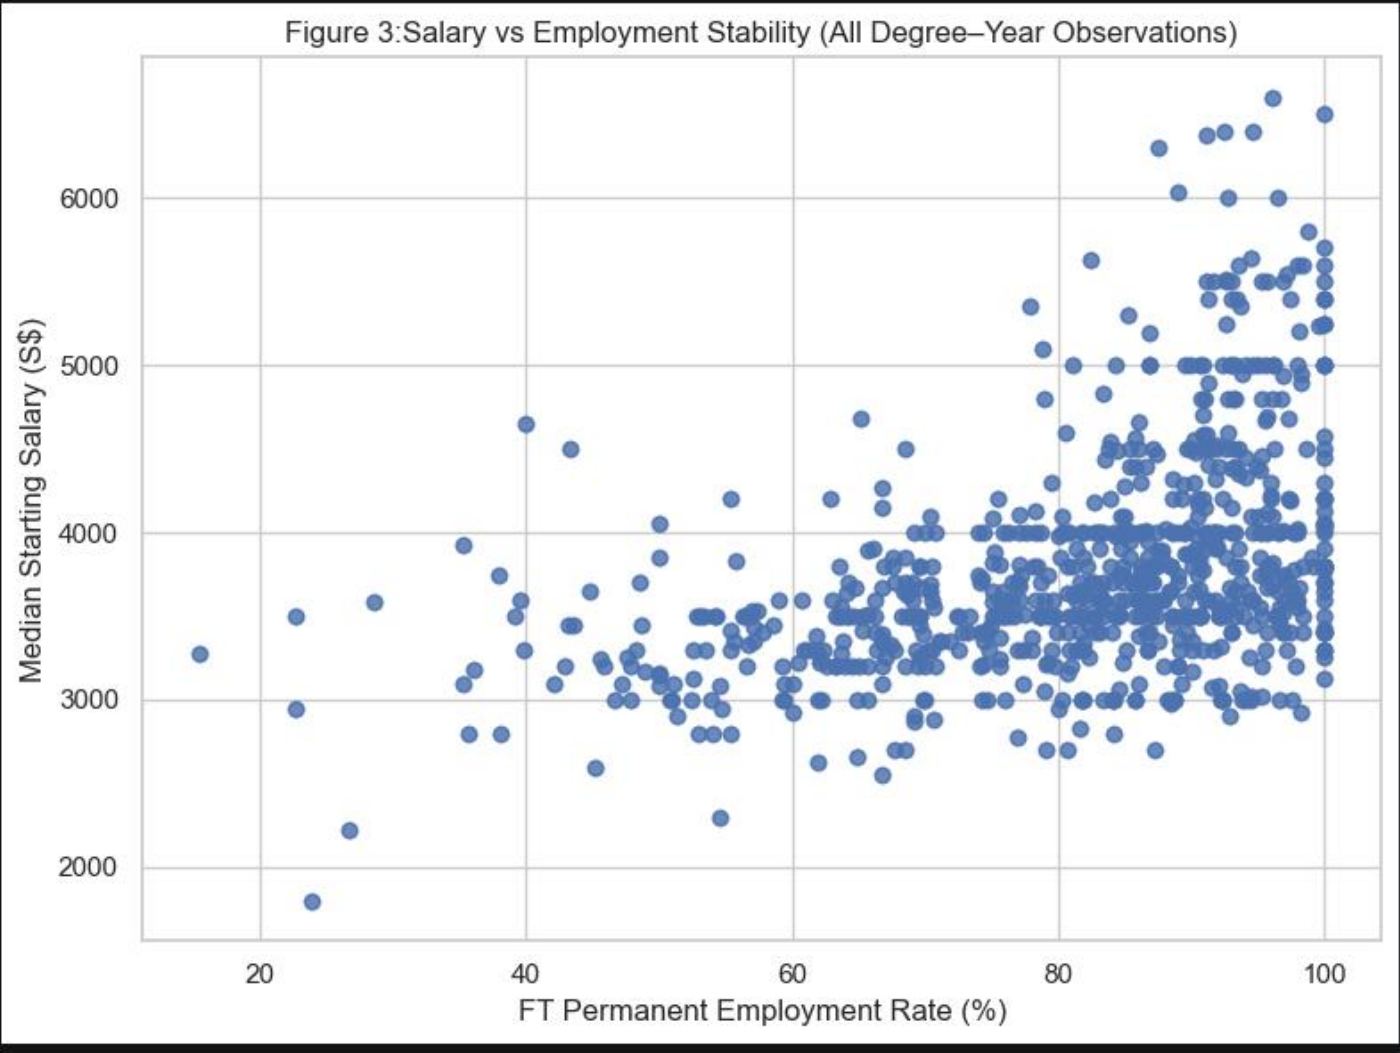 Figure 3:Salary vs Employment Stability (All Degree–Year Observations)
Median Starting Salary (S$)
6000
5000
4000
3000
2000
20 40 60 80 100
FT Permanent Employment Rate (%)